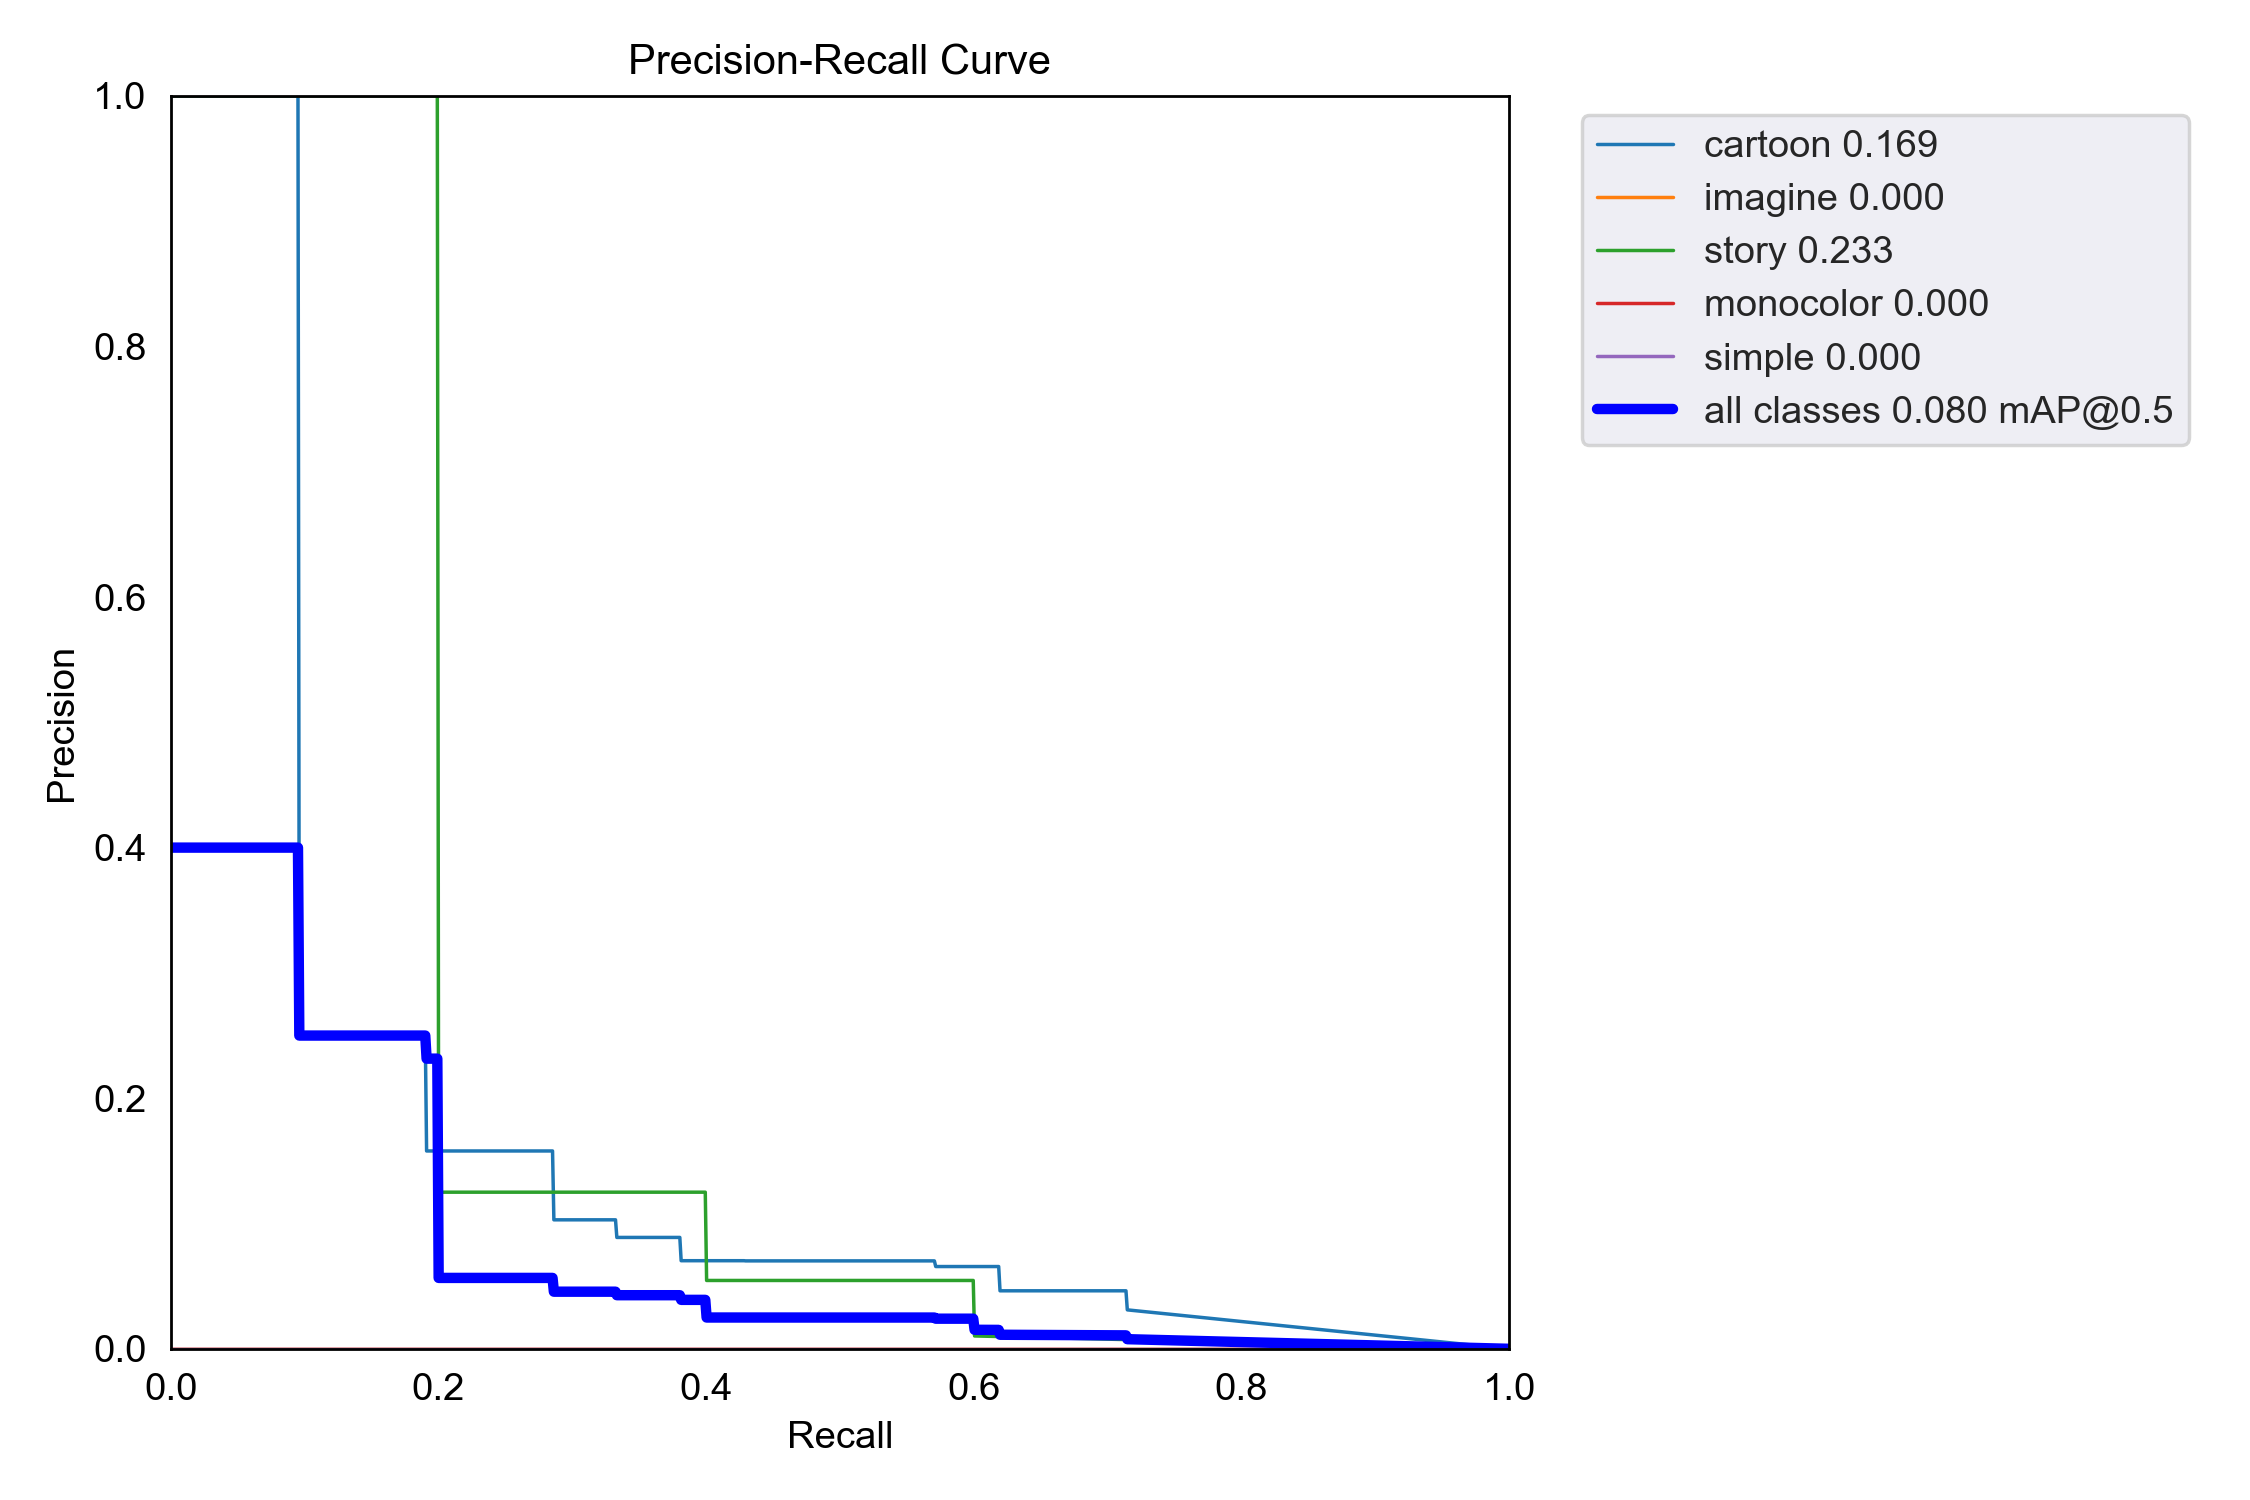 Precision-Recall Curve
1.0
0.8
0.6
0.4
0.2
0.0
Precision
0.0 0.2 0.4 0.6 0.8 1.0
Recall
cartoon 0.169
imagine 0.000
story 0.233
monocolor 0.000
simple 0.000
all classes 0.080 mAP@0.5